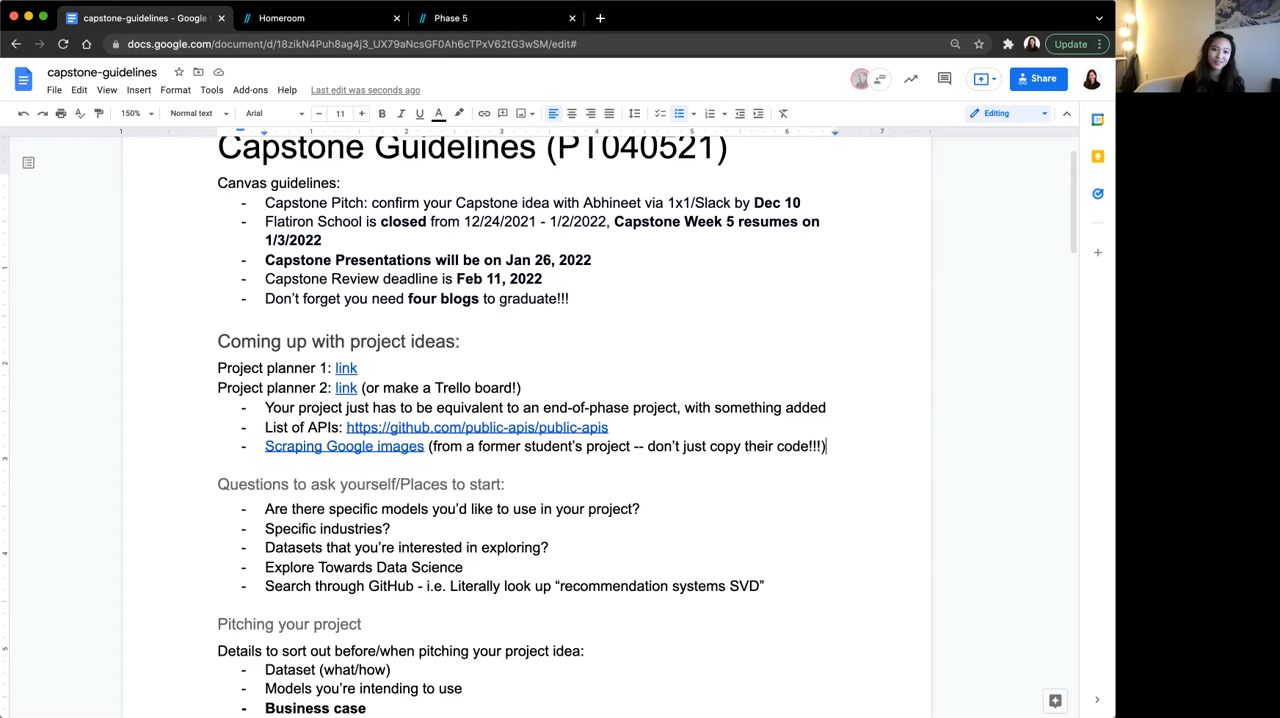 capstone-guidelines - Google
Homeroom
Phase 5
docs.google.com/document/d/18zikN4Puh8ag4j3_UX79aNcsGF0Ah6cTPxV62tG3wSM/edit#
Update
capstone-guidelines
File Edit View Insert Format Tools Add-ons Help Last edit was seconds ago
Share
150% Normal text Arial 11 Editing
1 1 2 3 4 5 6 7
Capstone Guidelines (PT040521)
Canvas guidelines:
- Capstone Pitch: confirm your Capstone idea with Abhineet via 1x1/Slack by Dec 10
- Flatiron School is closed from 12/24/2021 - 1/2/2022, Capstone Week 5 resumes on
1/3/2022
- Capstone Presentations will be on Jan 26, 2022
- Capstone Review deadline is Feb 11, 2022
- Don’t forget you need four blogs to graduate!!!
Coming up with project ideas:
Project planner 1: link
Project planner 2: link (or make a Trello board!)
- Your project just has to be equivalent to an end-of-phase project, with something added
- List of APIs: https://github.com/public-apis/public-apis
- Scraping Google images (from a former student’s project -- don’t just copy their code!!!)
Questions to ask yourself/Places to start:
- Are there specific models you’d like to use in your project?
- Specific industries?
- Datasets that you’re interested in exploring?
- Explore Towards Data Science
- Search through GitHub - i.e. Literally look up “recommendation systems SVD”
Pitching your project
Details to sort out before/when pitching your project idea:
- Dataset (what/how)
- Models you’re intending to use
- Business case